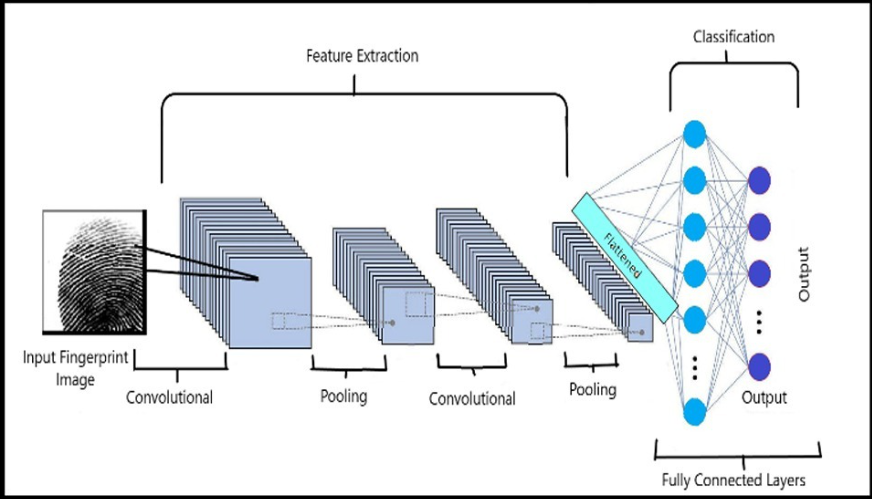 Classification
Feature Extraction
Flattened
Output
Input Fingerprint
Image
Convolutional
Pooling
Convolutional
Pooling
Output
Fully Connected Layers